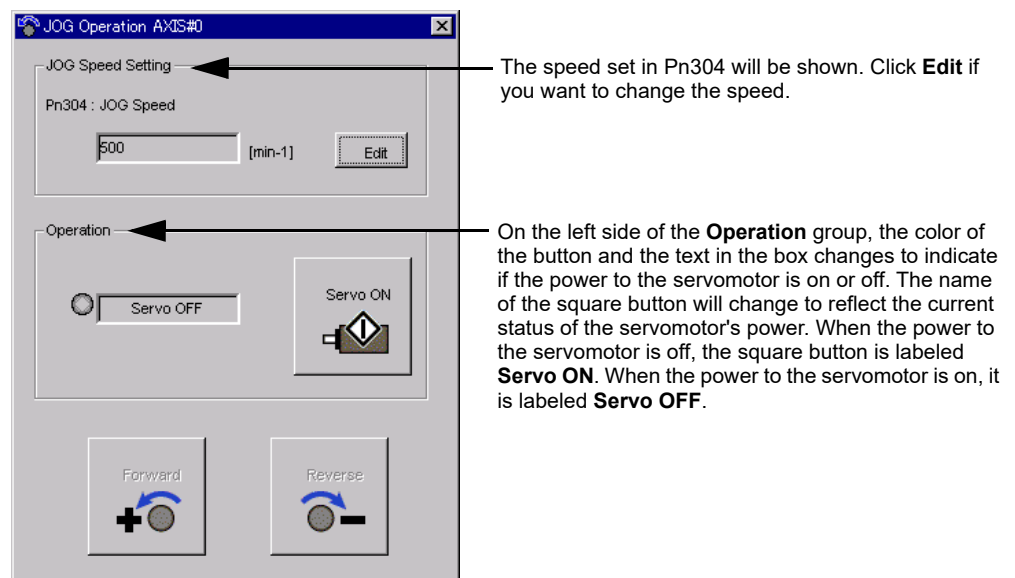 JOG Operation AXIS#0
JOG Speed Setting
Pn304 : JOG Speed
500
[min-1]
Edit
The speed set in Pn304 will be shown. Click Edit if
you want to change the speed.
Operation
Servo OFF
Servo ON
On the left side of the Operation group, the color of
the button and the text in the box changes to indicate
if the power to the servomotor is on or off. The name
of the square button will change to reflect the current
status of the servomotor's power. When the power to
the servomotor is off, the square button is labeled
Servo ON. When the power to the servomotor is on, it
is labeled Servo OFF.
Forward
Reverse